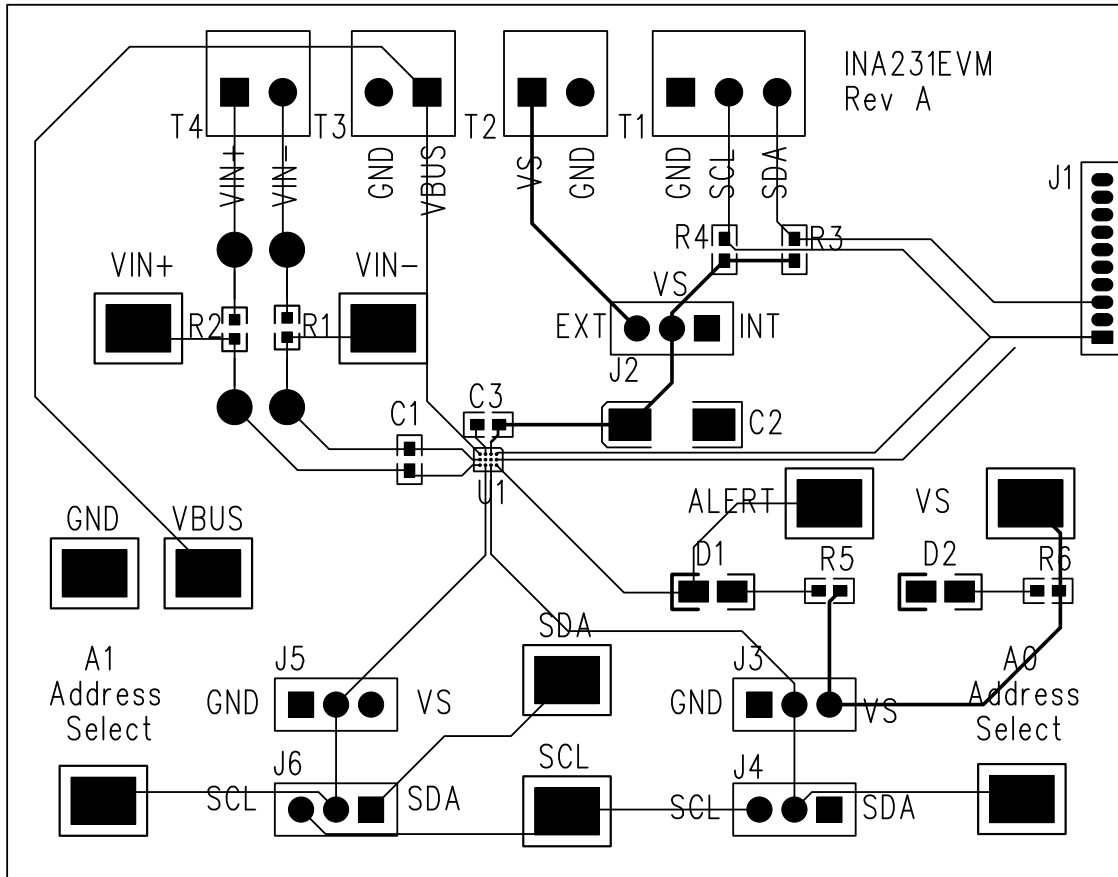 INA231EVM
Rev A
T4
T3
T2
T1
VIN+
VIN-
GND
VBUS
VS
GND
GND
SCL
SDA
J1
R4
R3
VIN+
VIN-
VS
R2
R1
EXT
INT
J2
C1
C3
C2
U1
GND
VBUS
ALERT
VS
D1
R5
D2
R6
SDA
A1
Address
Select
J5
GND
VS
J3
GND
VS
A0
Address
Select
J6
SCL
SDA
SCL
J4
SCL
SDA